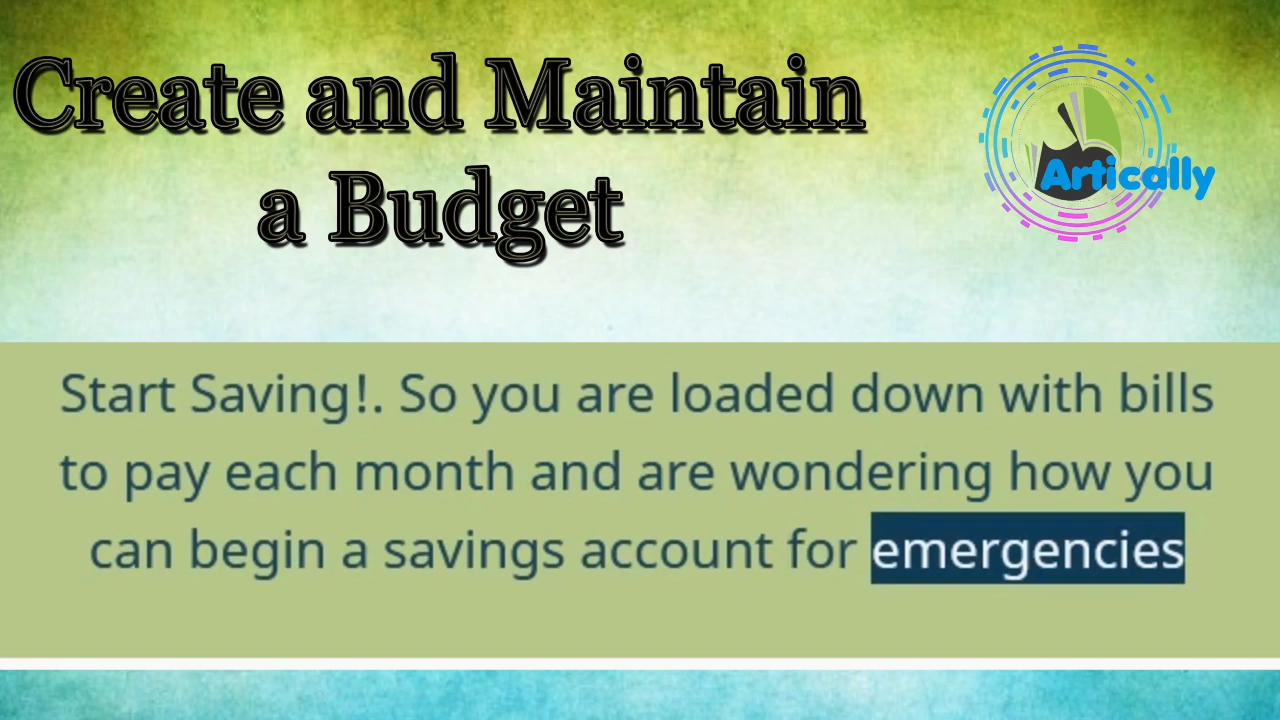 Create and Maintain
a Budget
Artically
Start Saving!. So you are loaded down with bills
to pay each month and are wondering how you
can begin a savings account for emergencies